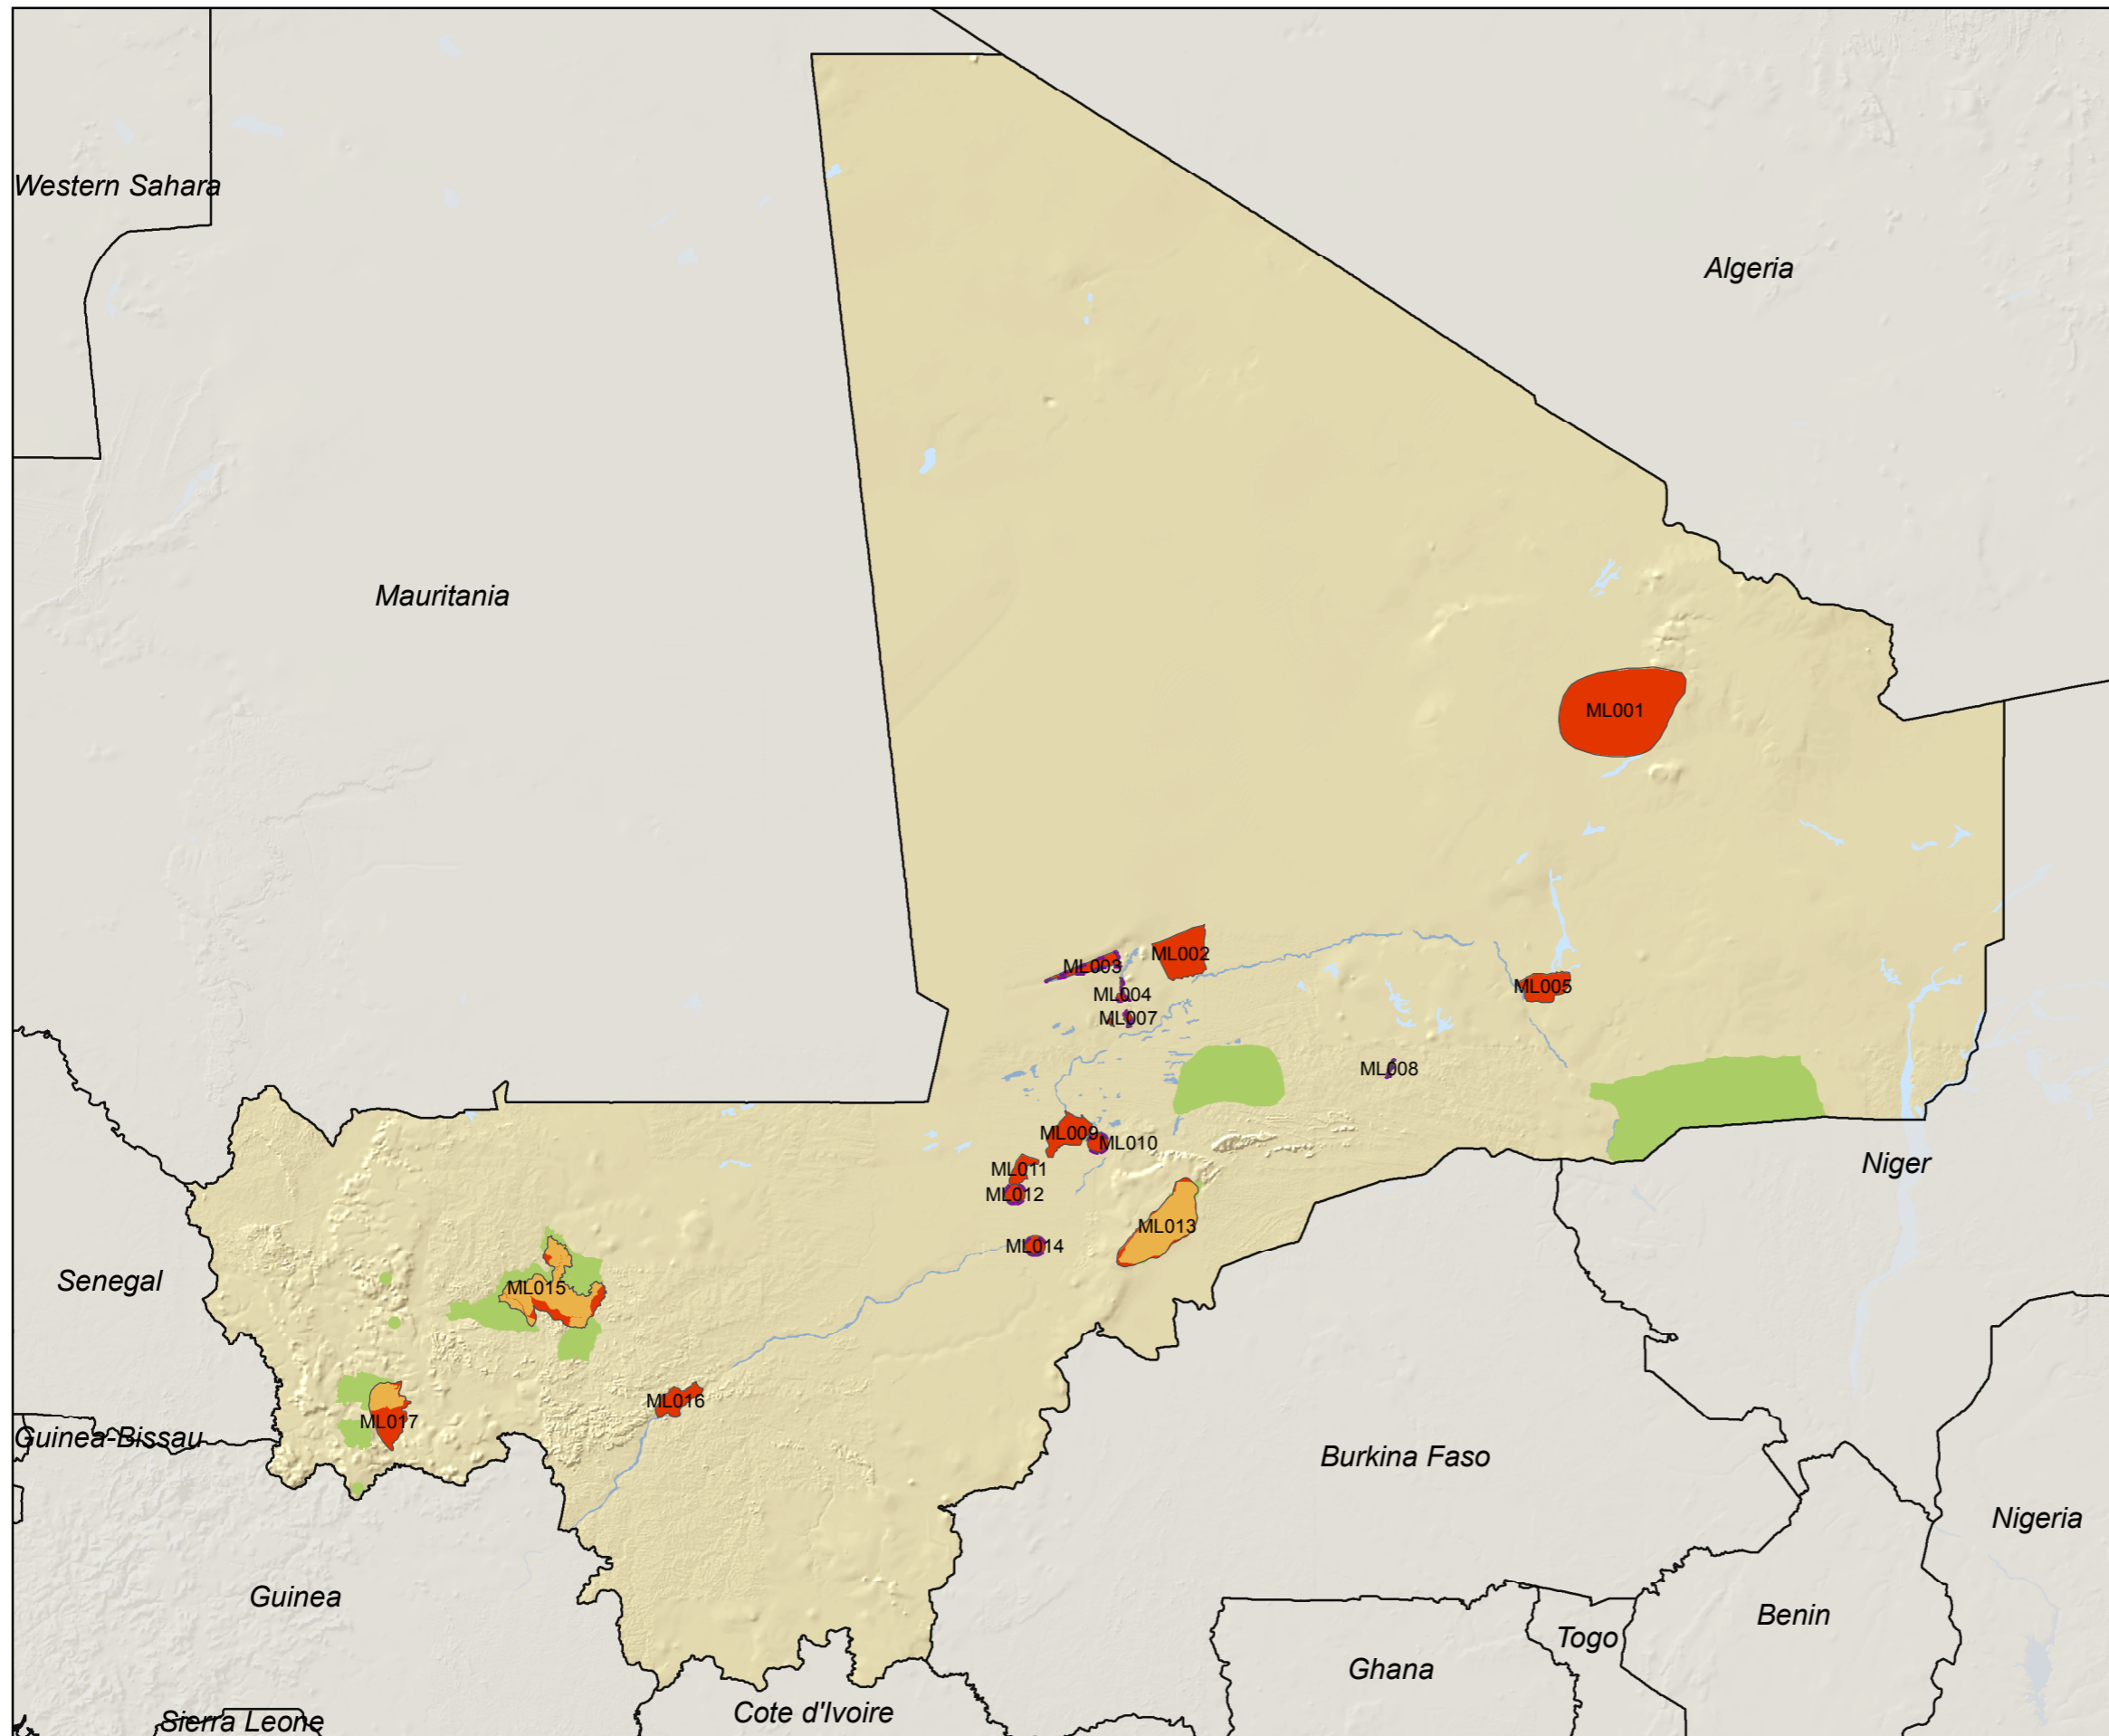 Western Sahara
Algeria
Mauritania
ML001
ML002
ML003
ML005
ML004
ML007
ML008
ML009
ML010
ML011
Niger
ML012
ML013
ML014
Senegal
ML015
ML016
ML017
Guinea-Bissau
Burkina Faso
Nigeria
Guinea
Benin
Togo
Ghana
Cote d'Ivoire
Sierra Leone